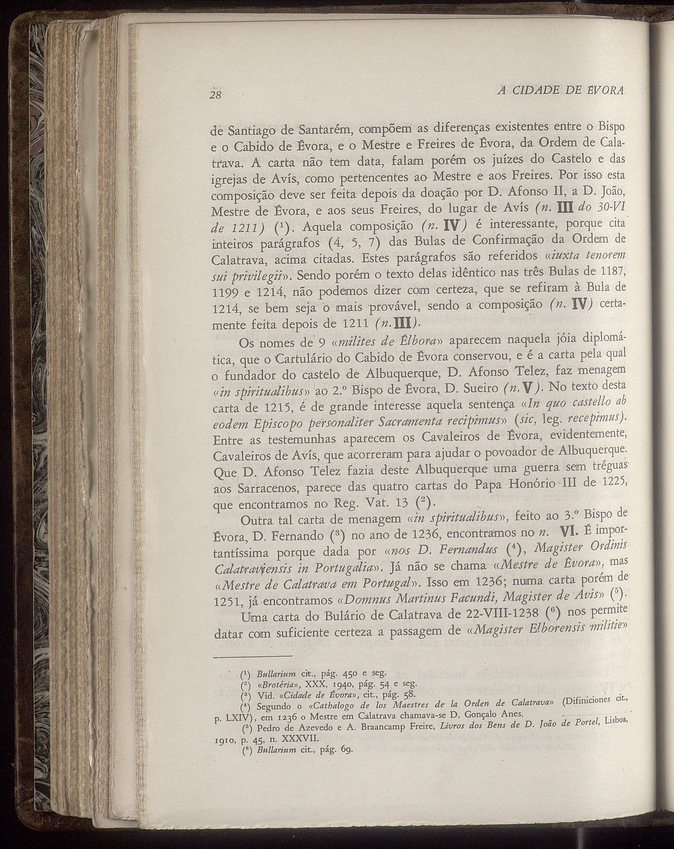 28
A CIDADE DE ÉVORA
de Santiago de Santarém, compõem as diferenças existentes entre o Bispo
e o Cabido de Évora, e o Mestre e Freires de Évora, da Ordem de Cala-
trava. A carta não tem data, falam porém os juízes do Castelo e das
igrejas de Avís, como pertencentes ao Mestre e aos Freires. Por isso esta
composição deve ser feita depois da doação por D. Afonso II, a D. João,
Mestre de Évora, e aos seus Freires, do lugar de Avís (n. III do 30-VI
de 1211) (¹). Aquela composição (n. IV) é interessante, porque cita
inteiros parágrafos (4, 5, 7) das Bulas de Confirmação da Ordem de
Calatrava, acima citadas. Estes parágrafos são referidos «iuxta tenorem
sui privilegii». Sendo porém o texto delas idêntico nas três Bulas de 1187,
1199 e 1214, não podemos dizer com certeza, que se refiram à Bula de
1214, se bem seja o mais provável, sendo a composição (n. IV) certa-
mente feita depois de 1211 (n. III).
Os nomes de 9 «milites de Elbora» aparecem naquela jóia diplomá-
tica, que o Cartulário do Cabido de Évora conservou, e é a carta pela qual
o fundador do castelo de Albuquerque, D. Afonso Telez, faz menagem
«in spiritualibus» ao 2.º Bispo de Évora, D. Sueiro (n. V). No texto desta
carta de 1215, é de grande interesse aquela sentença «In quo castello ab
eodem Episcopo personaliter Sacramenta recipimus» (sic, leg. recepimus).
Entre as testemunhas aparecem os Cavaleiros de Évora, evidentemente,
Cavaleiros de Avís, que acorreram para ajudar o povoador de Albuquerque.
Que D. Afonso Telez fazia deste Albuquerque uma guerra sem tréguas
aos Sarracenos, parece das quatro cartas do Papa Honório III de 1225,
que encontramos no Reg. Vat. 13 (²).
Outra tal carta de menagem «in spiritualibus», feito ao 3.º Bispo de
Évora, D. Fernando (³) no ano de 1236, encontramos no n. VI. É impor-
tantíssima porque dada por «nos D. Fernandus (⁴), Magister Ordinis
Calatravensis in Portugalia». Já não se chama «Mestre de Évora», mas
«Mestre de Calatrava em Portugal». Isso em 1236; numa carta porém de
1251, já encontramos «Domnus Martinus Facundi, Magister de Avis» (⁵).
Uma carta do Bulário de Calatrava de 22-VIII-1238 (⁶) nos permite
datar com suficiente certeza a passagem de «Magister Elborensis militie»
(¹) Bullarium cit., pág. 450 e seg.
(²) «Brotéria», XXX, 1940, pág. 54 e seg.
(³) Vid. «Cidade de Évora», cit., pág. 58.
(⁴) Segundo o «Cathalogo de los Maestres de la Orden de Calatrava» (Difiniciones cit.,
p. LXIV), em 1236 o Mestre em Calatrava chamava-se D. Gonçalo Anes.
(⁵) Pedro de Azevedo e A. Braancamp Freire, Livros dos Bens de D. João de Portel, Lisboa,
1910, p. 45, n. XXXVII.
(⁶) Bullarium cit., pág. 69.